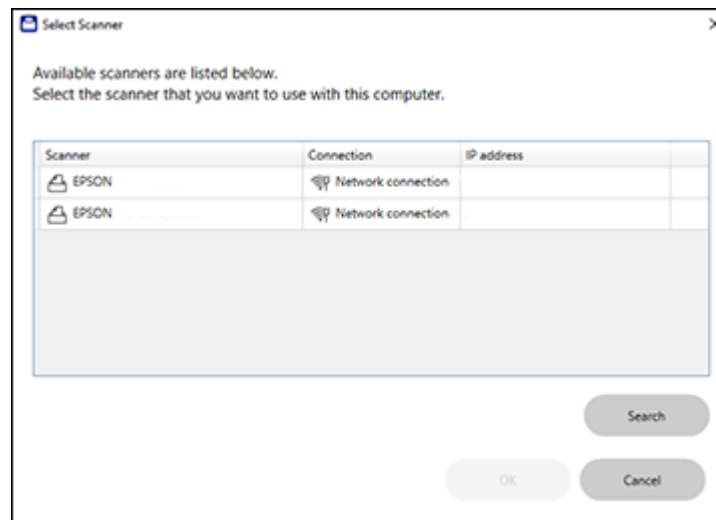 Select Scanner
Available scanners are listed below.
Select the scanner that you want to use with this computer.
Scanner Connection IP address
EPSON Network connection
EPSON Network connection
Search
OK Cancel